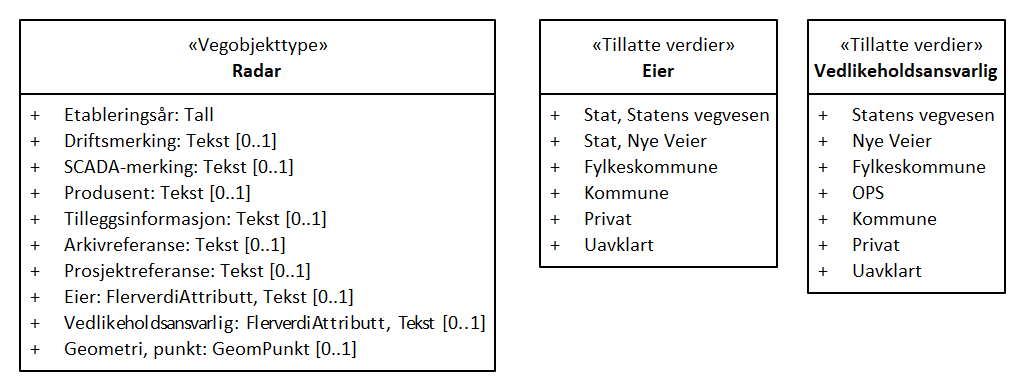 «Vegobjekttype»
Radar
+ Etableringsår: Tall
+ Driftsmerking: Tekst [0..1]
+ SCADA-merking: Tekst [0..1]
+ Produsent: Tekst [0..1]
+ Tilleggsinformasjon: Tekst [0..1]
+ Arkivreferanse: Tekst [0..1]
+ Prosjektreferanse: Tekst [0..1]
+ Eier: FlerverdiAttributt, Tekst [0..1]
+ Vedlikeholdsansvarlig: FlerverdiAttributt, Tekst [0..1]
+ Geometri, punkt: GeomPunkt [0..1]
«Tillatte verdier»
Eier
+ Stat, Statens vegvesen
+ Stat, Nye Veier
+ Fylkeskommune
+ Kommune
+ Privat
+ Uavklart
«Tillatte verdier»
Vedlikeholdsansvarlig
+ Statens vegvesen
+ Nye Veier
+ Fylkeskommune
+ OPS
+ Kommune
+ Privat
+ Uavklart